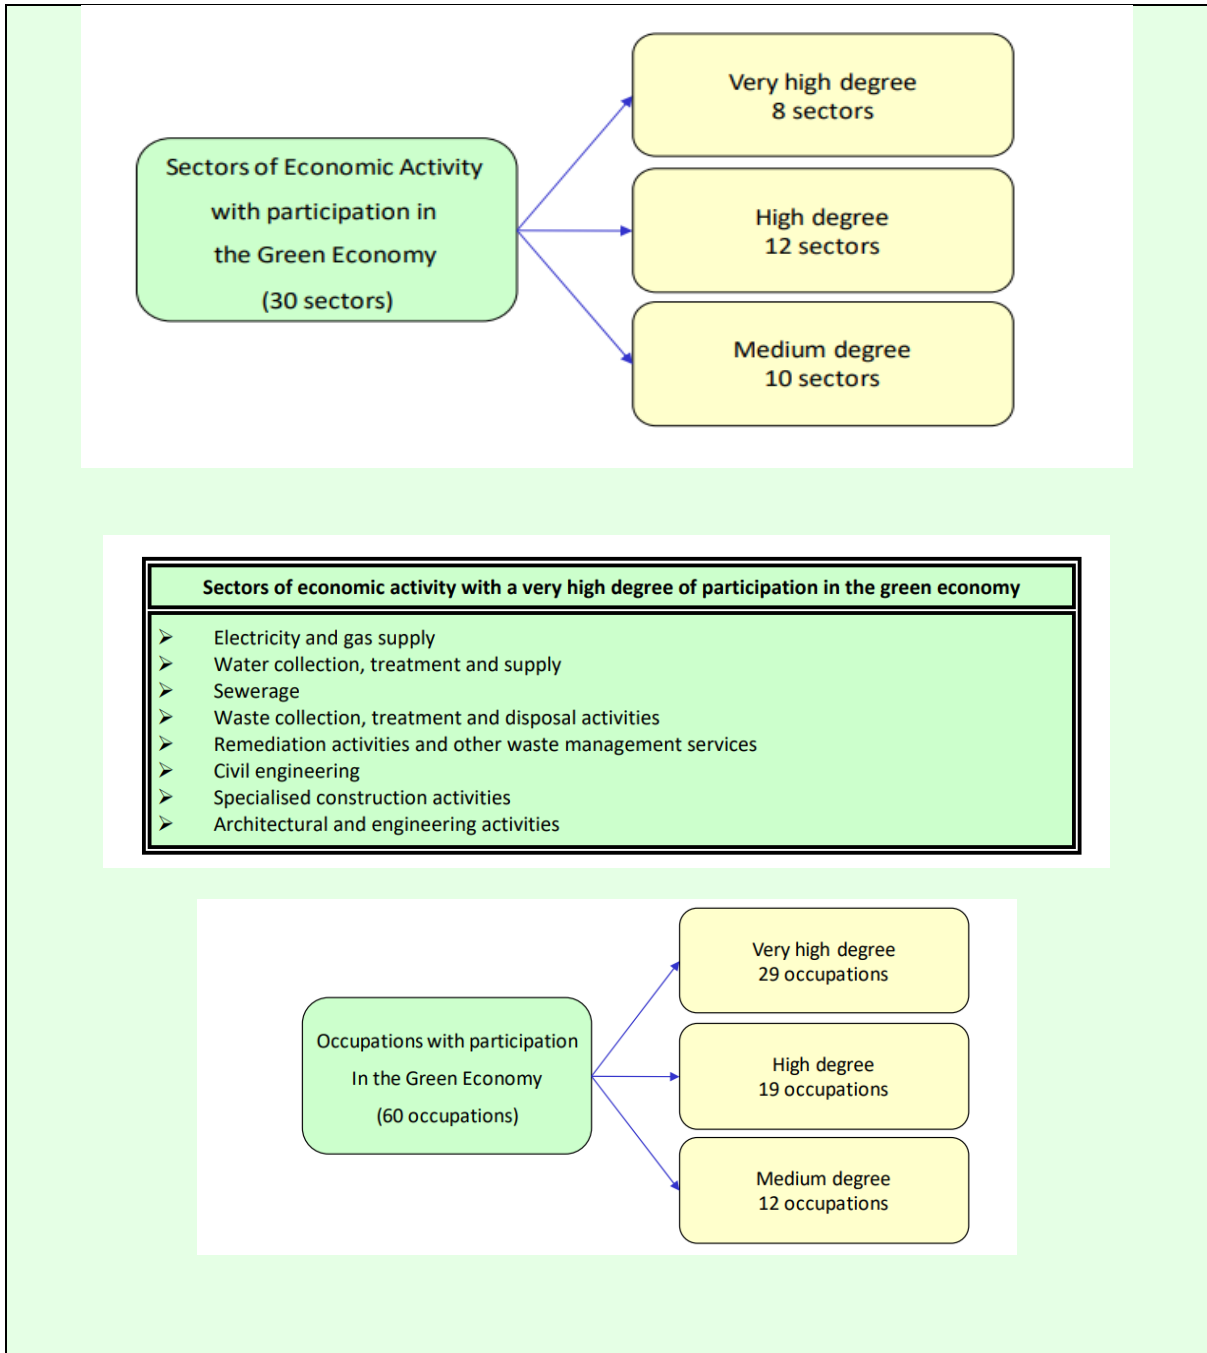 Sectors of Economic Activity
with participation in
the Green Economy
(30 sectors)
Very high degree
8 sectors
High degree
12 sectors
Medium degree
10 sectors
Sectors of economic activity with a very high degree of participation in the green economy
➢ Electricity and gas supply
➢ Water collection, treatment and supply
➢ Sewerage
➢ Waste collection, treatment and disposal activities
➢ Remediation activities and other waste management services
➢ Civil engineering
➢ Specialised construction activities
➢ Architectural and engineering activities
Occupations with participation
In the Green Economy
(60 occupations)
Very high degree
29 occupations
High degree
19 occupations
Medium degree
12 occupations